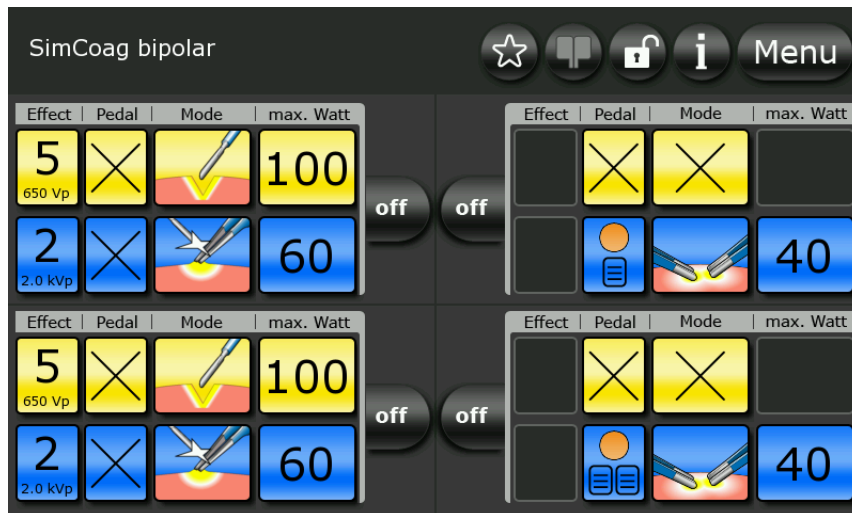 SimCoag bipolar
i
Menu
Effect | Pedal | Mode | max. Watt
5
650 Vp
100
2
2.0 kVp
60
off
off
Effect | Pedal | Mode | max. Watt
40
Effect | Pedal | Mode | max. Watt
5
650 Vp
100
2
2.0 kVp
60
off
off
Effect | Pedal | Mode | max. Watt
40